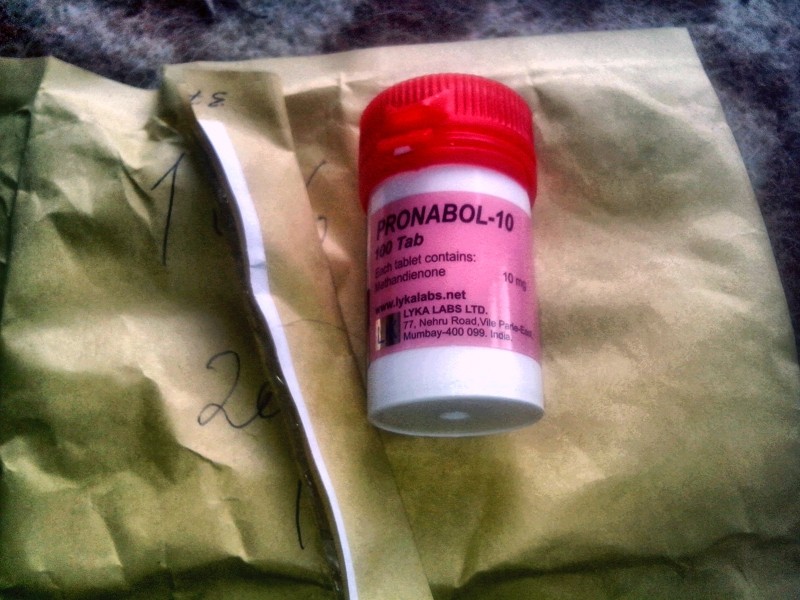 PRONABOL-10
100 Tab
Each tablet contains:
Methandienone 10 mg
www.lykalabs.net
LYKA LABS LTD.
77, Nehru Road, Vile Parle-East,
Mumbay-400 099. India.